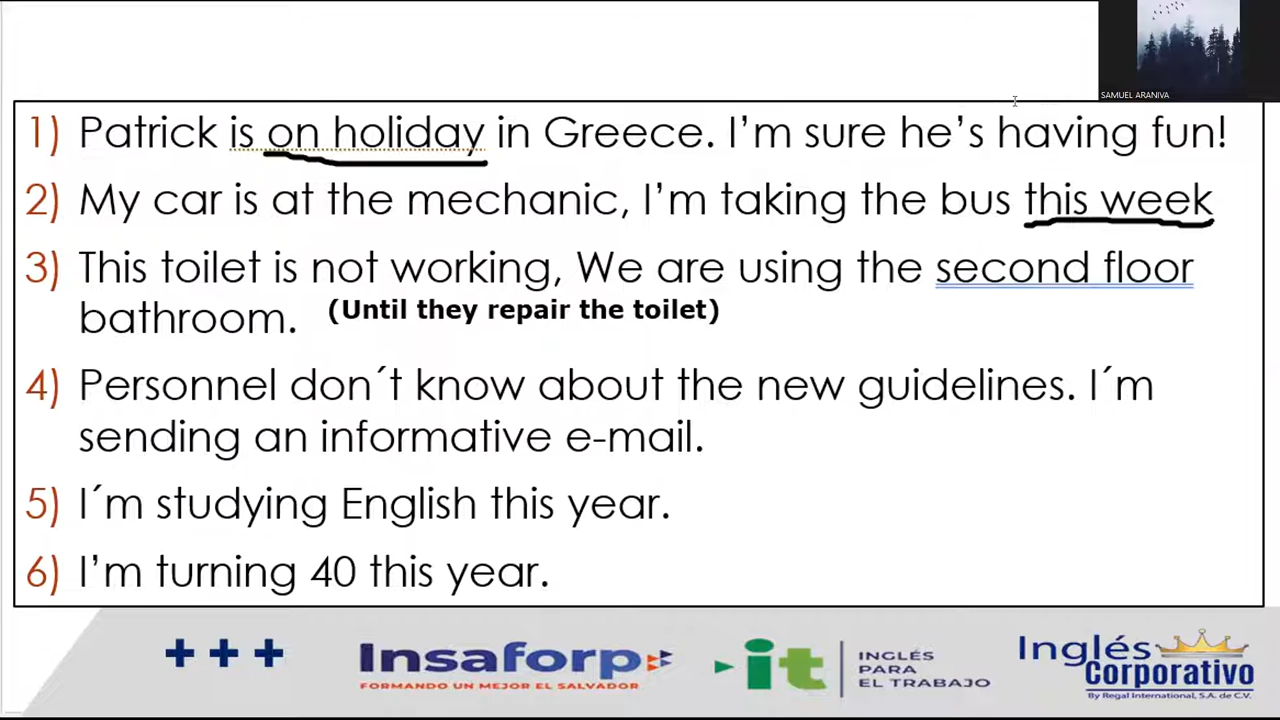 SAMUEL ARANIVA
1) Patrick is on holiday in Greece. I’m sure he’s having fun!
2) My car is at the mechanic, I’m taking the bus this week
3) This toilet is not working, We are using the second floor
bathroom. (Until they repair the toilet)
4) Personnel don´t know about the new guidelines. I´m
sending an informative e-mail.
5) I´m studying English this year.
6) I’m turning 40 this year.
+++ Insaforp
FORMANDO UN MEJOR EL SALVADOR
it
INGLÉS
PARA
EL TRABAJO
Inglés
Corporativo
By Regal International, S.A. de C.V.